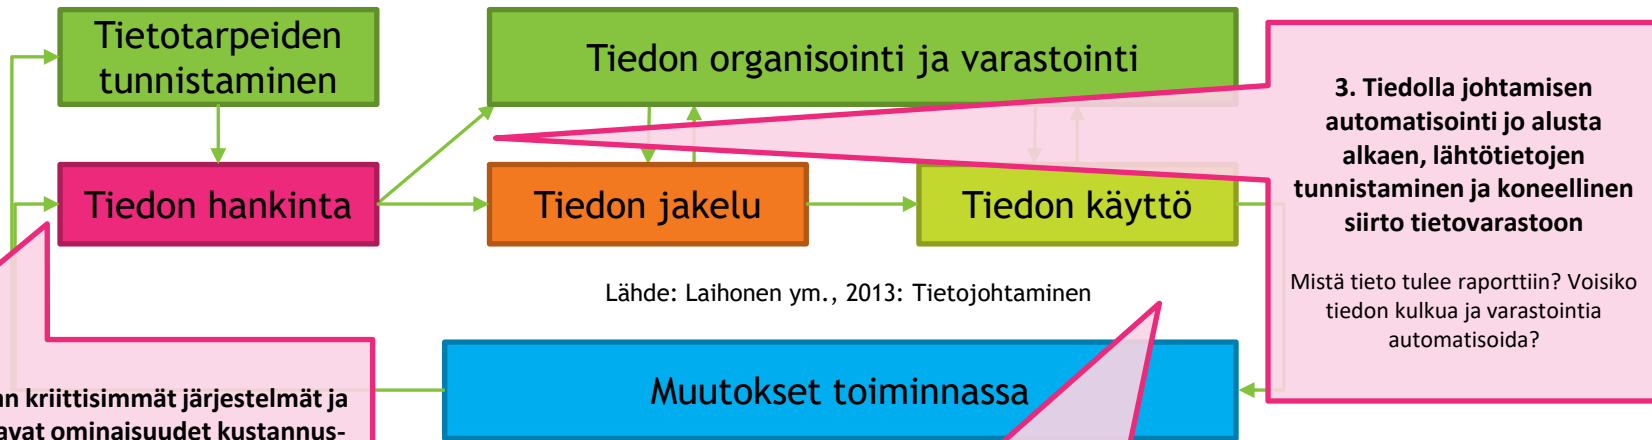 Tietotarpeiden
tunnistaminen
Tiedon organisointi ja varastointi
3. Tiedolla johtamisen
automatisointi jo alusta
alkaen, lähtötietojen
tunnistaminen ja koneellinen
siirto tietovarastoon
Mistä tieto tulee raporttiin? Voisiko
tiedon kulkua ja varastointia
automatisoida?
Tiedon hankinta
Tiedon jakelu
Tiedon käyttö
Lähde: Laihonen ym., 2013: Tietojohtaminen
Muutokset toiminnassa
kriittisimmät järjestelmät ja
ominaisuudet kustannus-